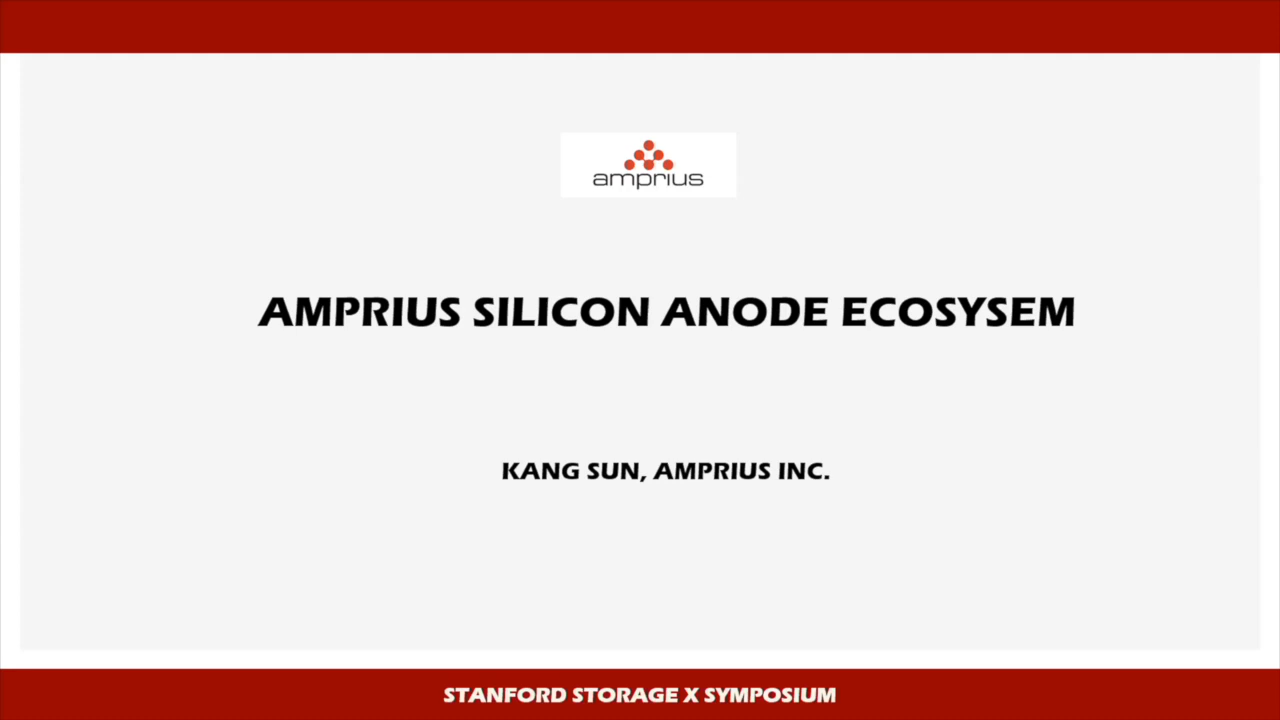 amprius
AMPRIUS SILICON ANODE ECOSYSEM
KANG SUN, AMPRIUS INC.
STANFORD STORAGE X SYMPOSIUM